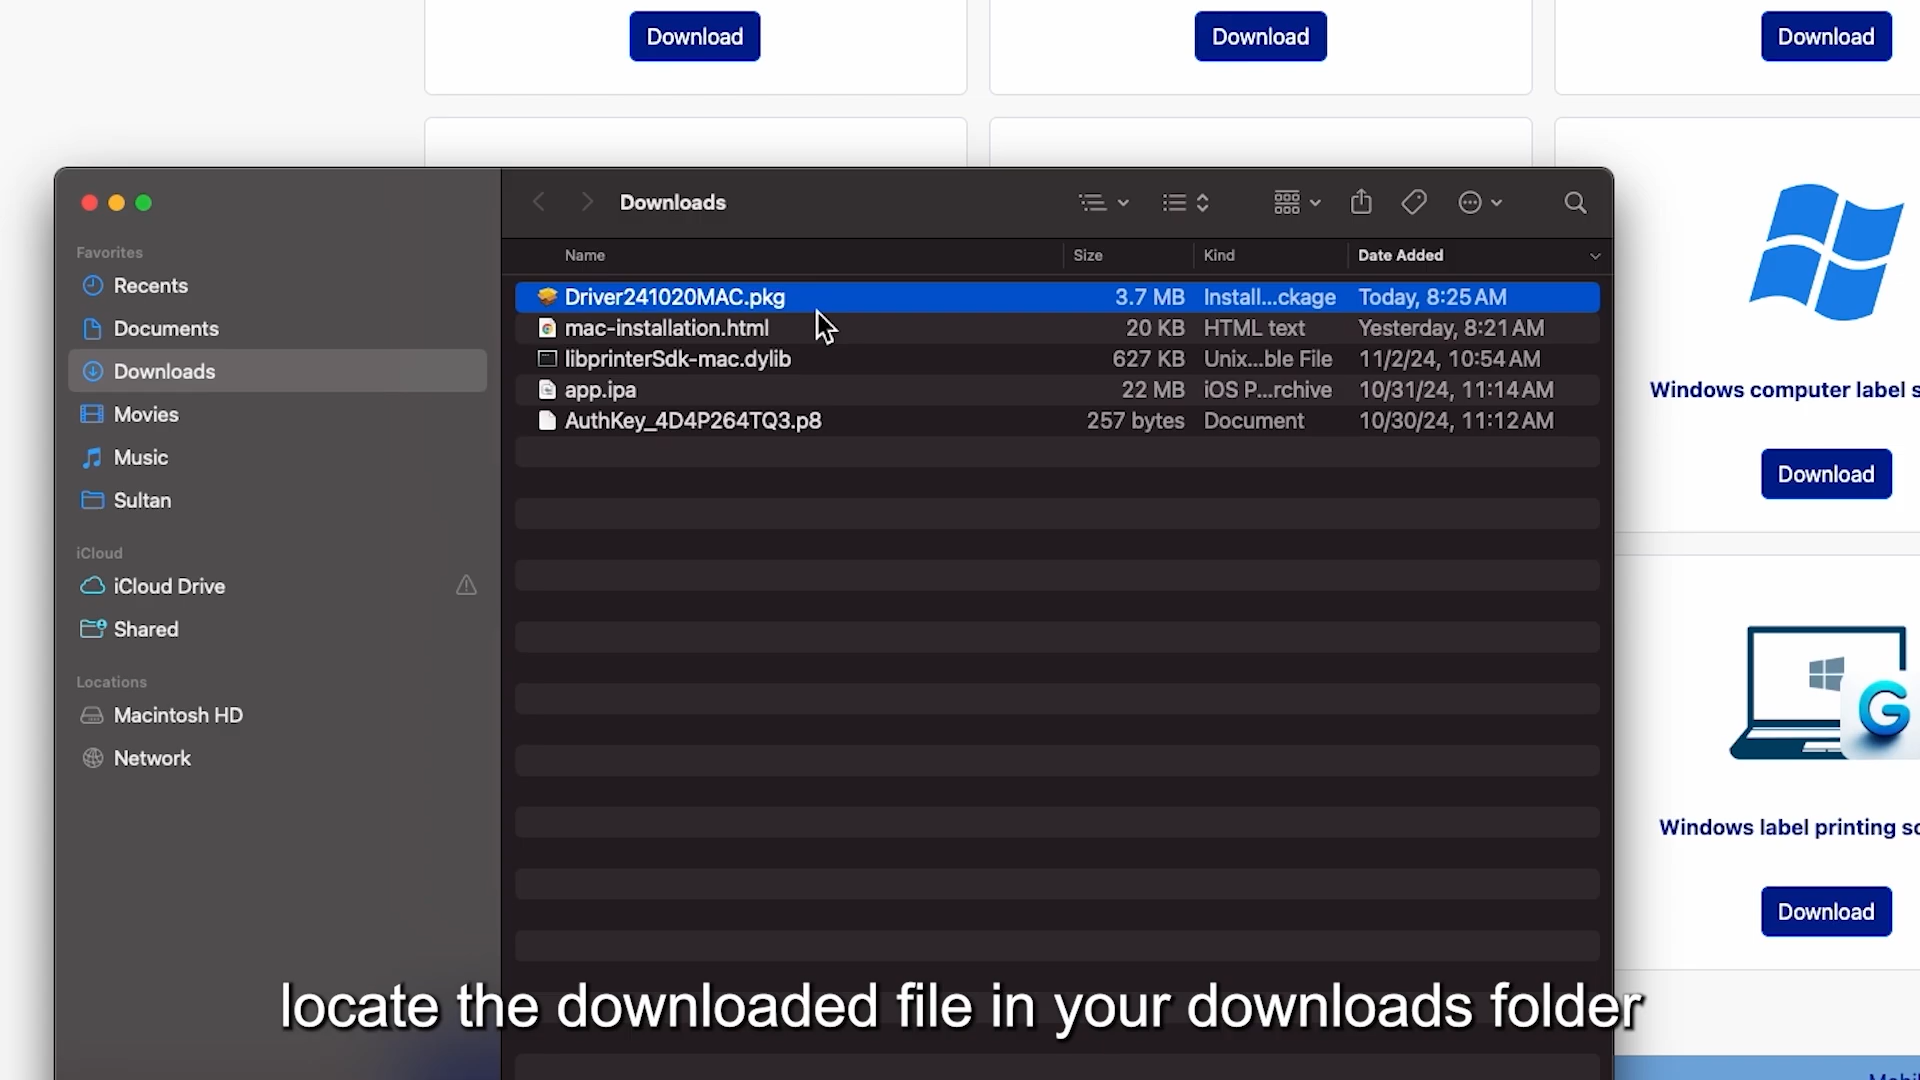 Download
Download
Download
Downloads
Favorites
Recents
Documents
Downloads
Movies
Music
Sultan
iCloud
iCloud Drive
Shared
Locations
Macintosh HD
Network
Name Size Kind Date Added
Driver241020MAC.pkg 3.7 MB Install...ckage Today, 8:25 AM
mac-installation.html 20 KB HTML text Yesterday, 8:21 AM
libprinterSdk-mac.dylib 627 KB Unix...ble File 11/2/24, 10:54 AM
app.ipa 22 MB iOS P...rchive 10/31/24, 11:14 AM
AuthKey_4D4P264TQ3.p8 257 bytes Document 10/30/24, 11:12 AM
Windows computer label s
Download
G
Windows label printing so
Download
locate the downloaded file in your downloads folder